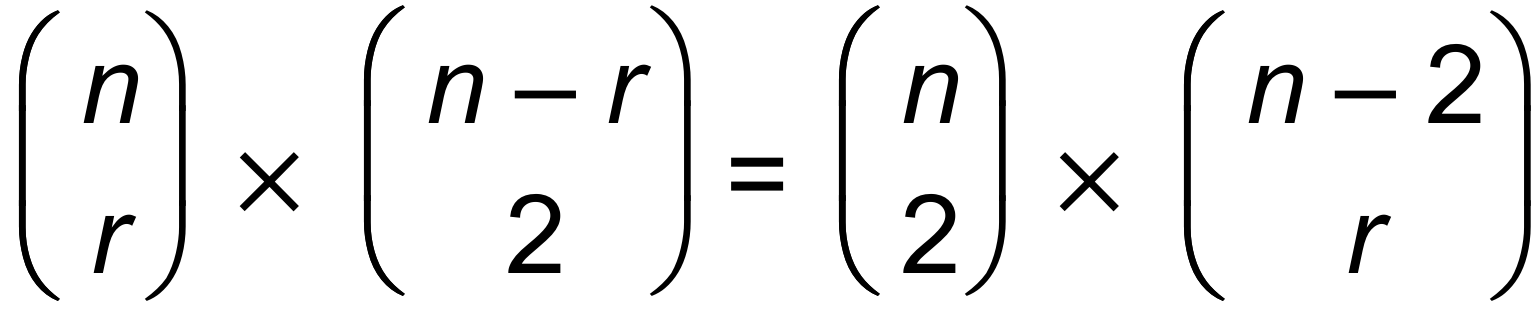 (n r) × (n – r 2) = (n 2) × (n – 2 r)